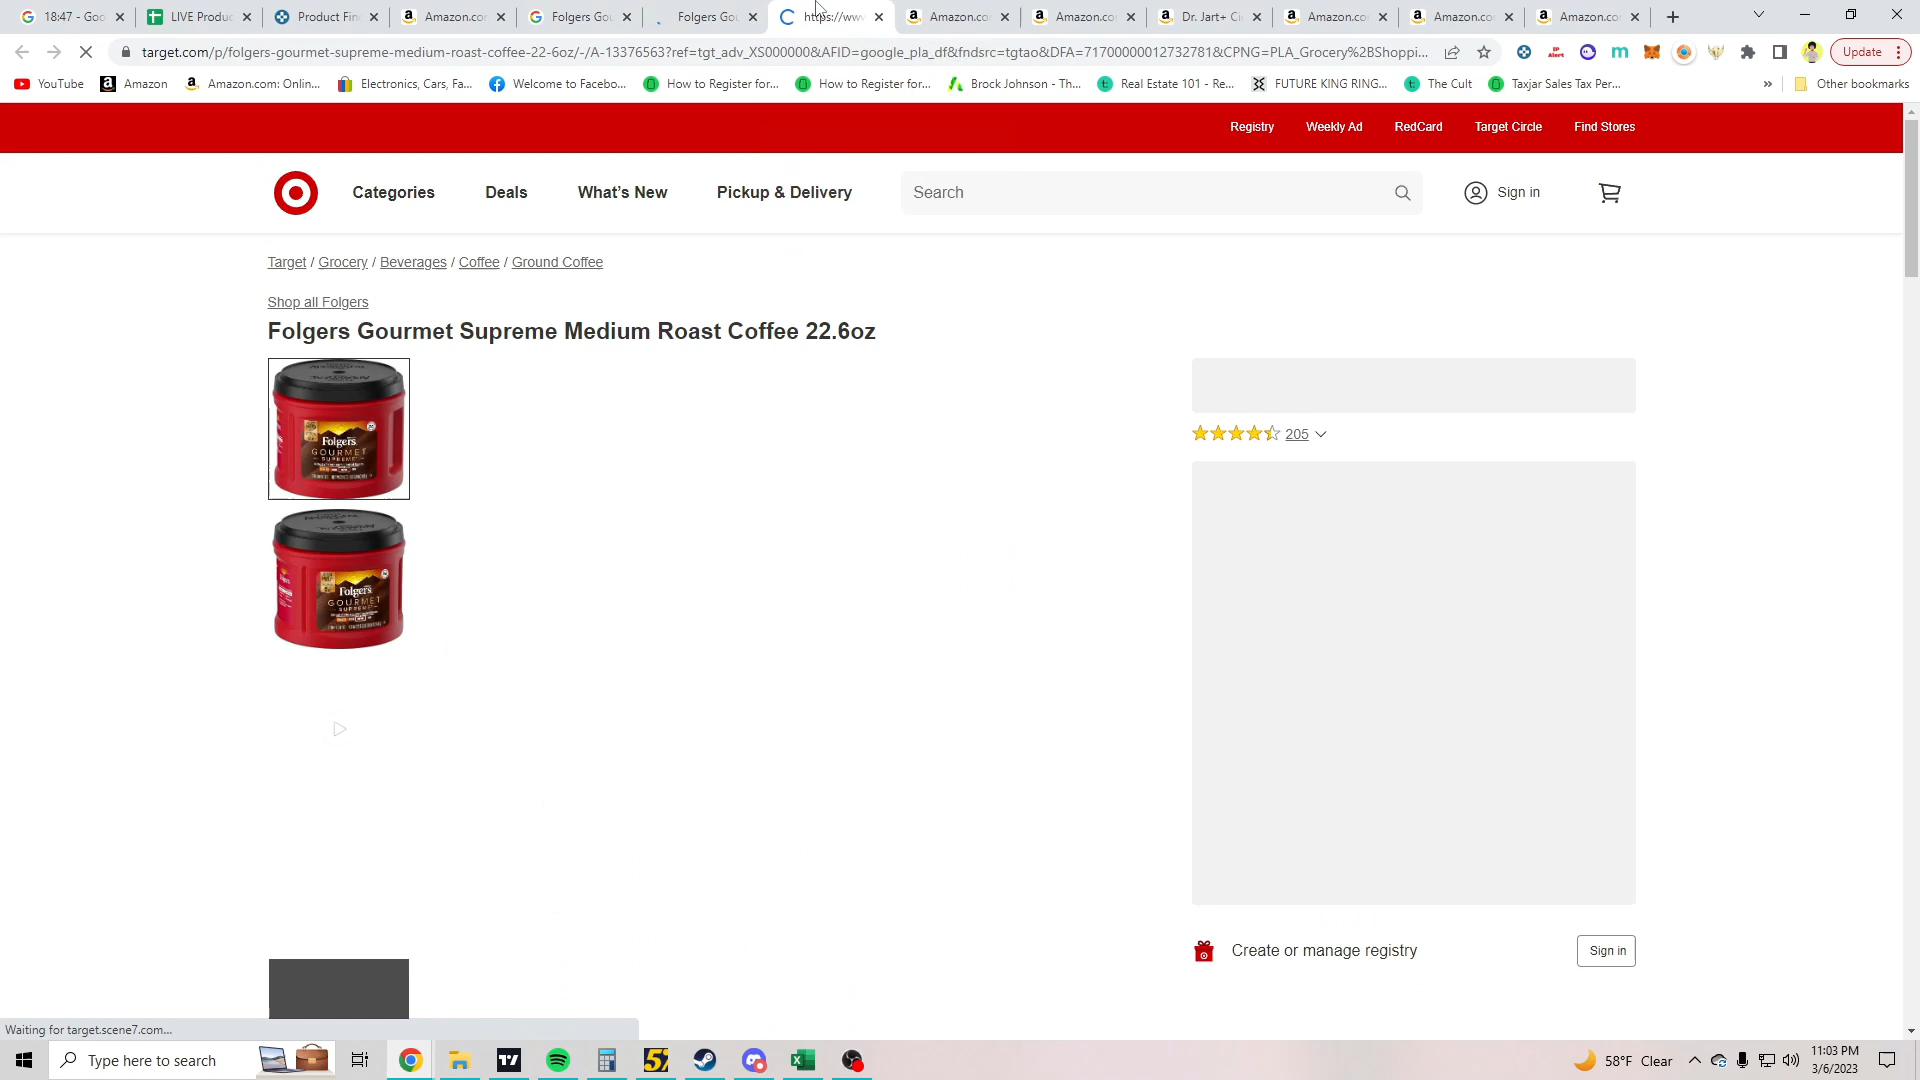 18:47 - Goo
LIVE Produc
Product Fin
Amazon.co
Folgers Gou
Folgers Gou
https://www
Amazon.co
Amazon.co
Dr. Jart+ Ci
Amazon.co
Amazon.co
Amazon.co
target.com/p/folgers-gourmet-supreme-medium-roast-coffee-22-6oz/-/A-13376563?ref=tgt_adv_XS000000&AFID=google_pla_df&fndsrc=tgtao&DFA=71700000012732781&CPNG=PLA_Grocery%2BShoppi...
Update
YouTube
Amazon
Amazon.com: Onlin...
Electronics, Cars, Fa...
Welcome to Facebo...
How to Register for...
How to Register for...
Brock Johnson - Th...
Real Estate 101 - Re...
FUTURE KING RING...
The Cult
Taxjar Sales Tax Per...
Other bookmarks
Registry
Weekly Ad
RedCard
Target Circle
Find Stores
Categories
Deals
What's New
Pickup & Delivery
Search
Sign in
Target / Grocery / Beverages / Coffee / Ground Coffee
Shop all Folgers
Folgers Gourmet Supreme Medium Roast Coffee 22.6oz
Folgers
GOURMET
SUPREME
205
Folgers
GOURMET
SUPREME
Create or manage registry
Sign in
Waiting for target.scene7.com...
Type here to search
58°F Clear
11:03 PM
3/6/2023